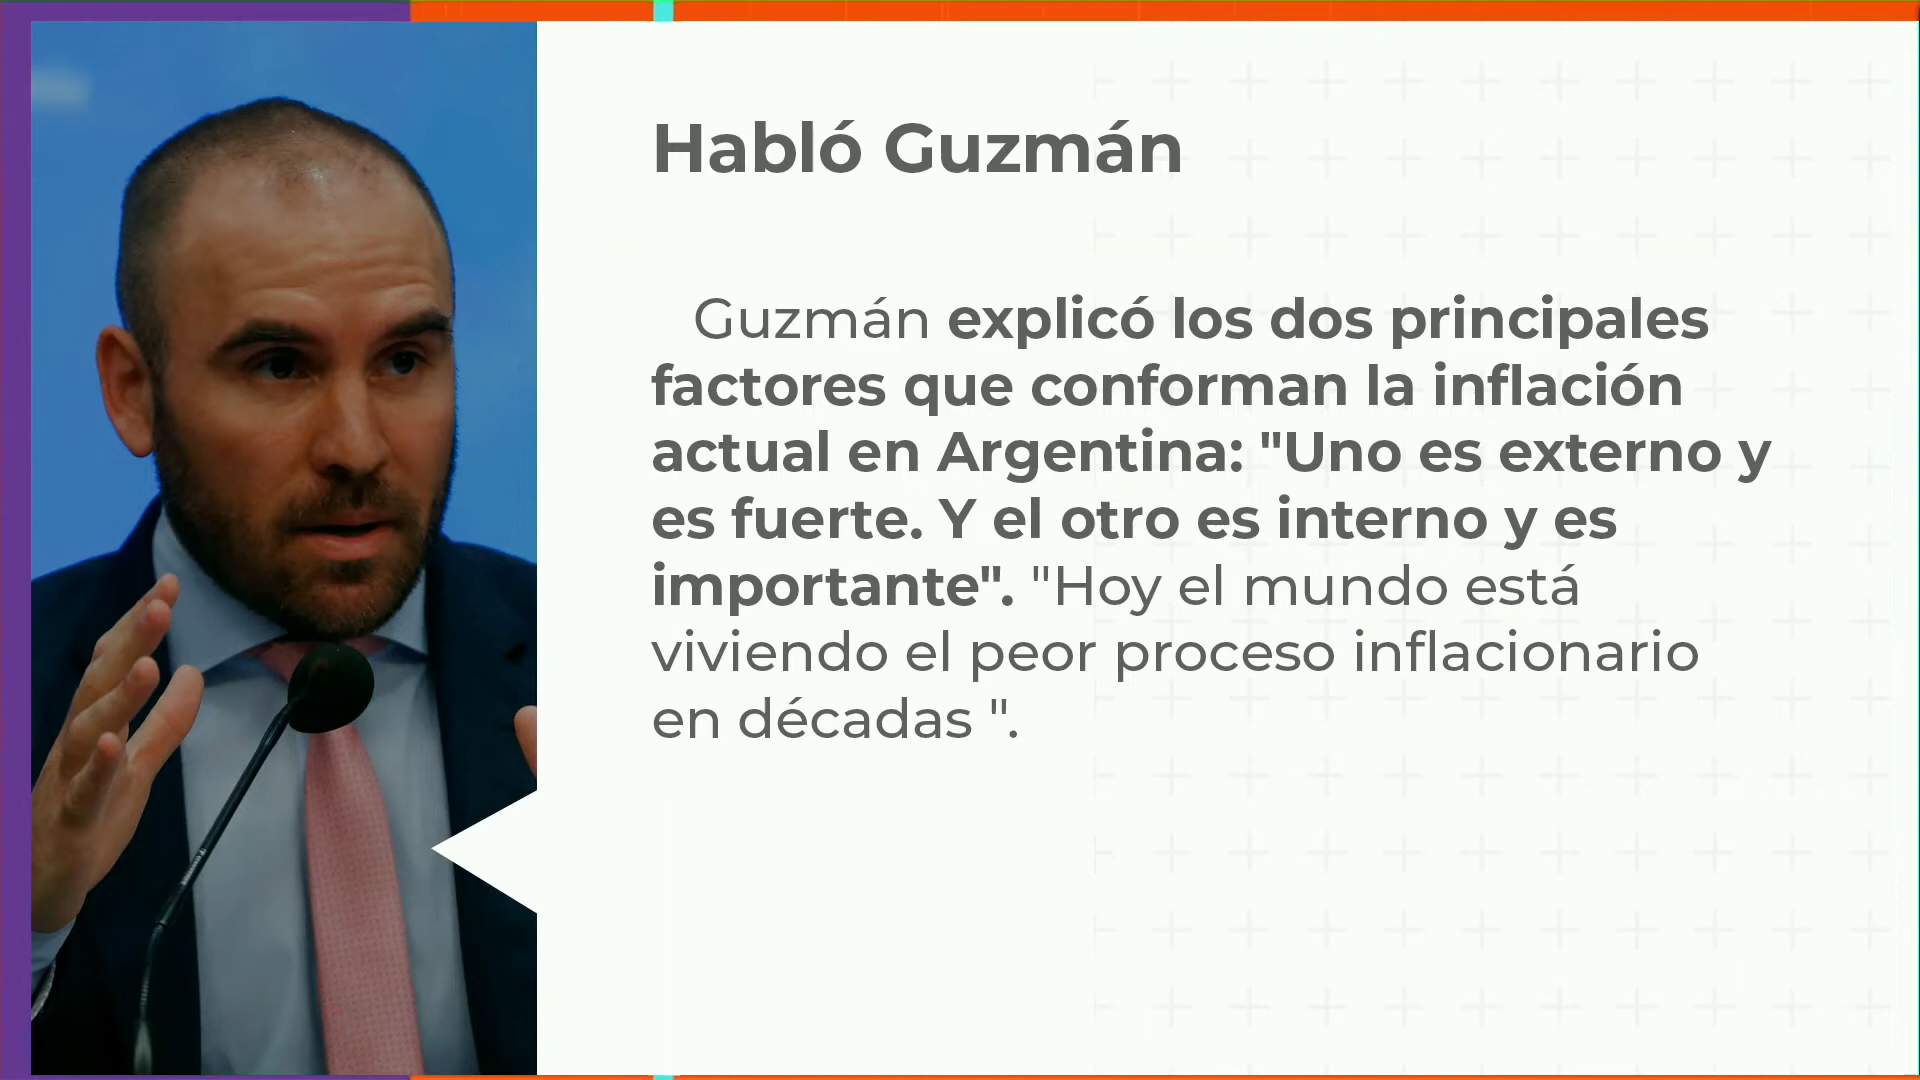 Habló Guzmán
Guzmán explicó los dos principales
factores que conforman la inflación
actual en Argentina: "Uno es externo y
es fuerte. Y el otro es interno y es
importante". "Hoy el mundo está
viviendo el peor proceso inflacionario
en décadas ".